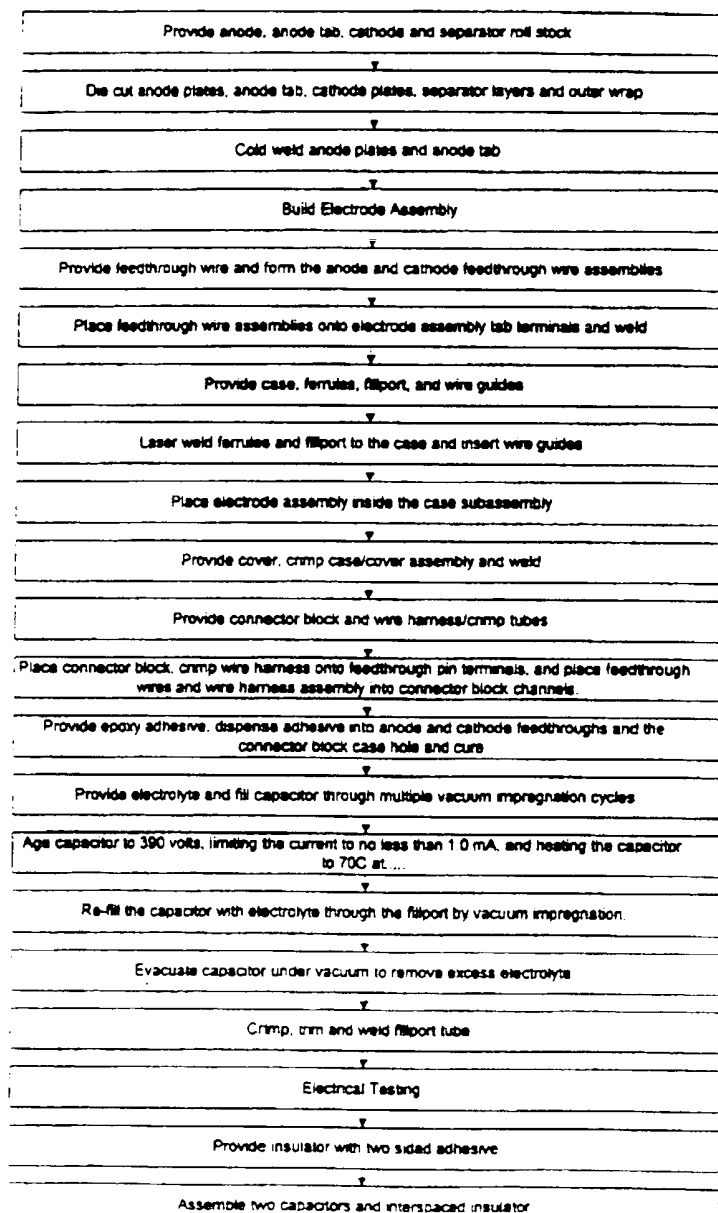 Provide anode, anode tab, cathode and separator roll stock
Die cut anode plates, anode tab, cathode plates, separator layers and outer wrap
Cold weld anode plates and anode tab
Build Electrode Assembly
Provide feedthrough wire and form the anode and cathode feedthrough wire assemblies
Place feedthrough wire assemblies onto electrode assembly tab terminals and weld
Provide case, ferrules, fillport, and wire guides
Laser weld ferrules and fillport to the case and insert wire guides
Place electrode assembly inside the case subassembly
Provide cover, crimp case/cover assembly and weld
Provide connector block and wire harness/crimp tubes
Place connector block, crimp wire harness onto feedthrough pin terminals, and place feedthrough
wires and wire harness assembly into connector block channels.
Provide epoxy adhesive, dispense adhesive into anode and cathode feedthroughs and the
connector block case hole and cure
Provide electrolyte and fill capacitor through multiple vacuum impregnation cycles
Age capacitor to 390 volts, limiting the current to no less than 1.0 mA, and heating the capacitor
to 70C at....
Re-fill the capacitor with electrolyte through the fillport by vacuum impregnation.
Evacuate capacitor under vacuum to remove excess electrolyte
Crimp, trim and weld fillport tube
Electrical Testing
Provide insulator with two sided adhesive
Assemble two capacitors and interspaced insulator